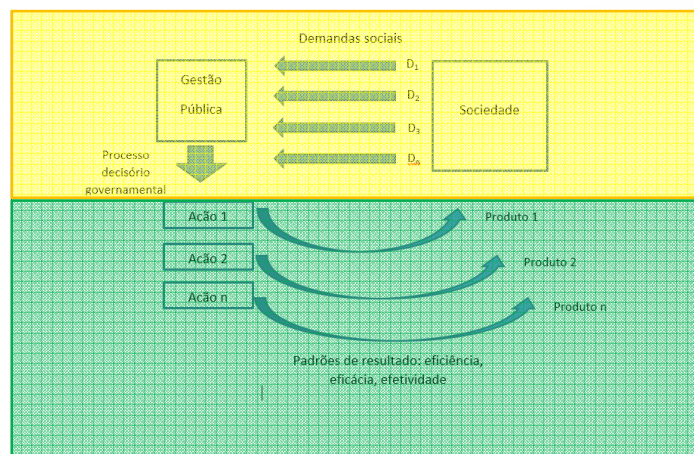 Demandas sociais
Gestão
Pública
D1
D2
D3
Dn
Sociedade
Processo
decisório
governamental
Ação 1
Produto 1
Ação 2
Produto 2
Ação n
Produto n
Padrões de resultado: eficiência,
eficácia, efetividade